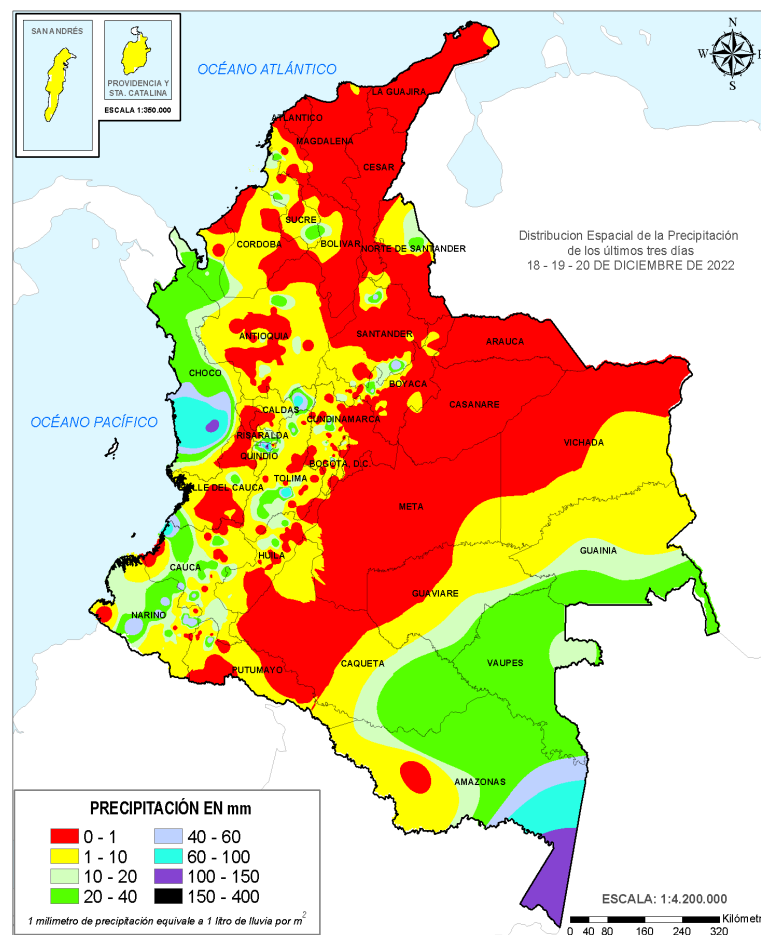 SAN ANDRÉS
PROVIDENCIA Y
STA. CATALINA
ESCALA 1:350.000
OCÉANO ATLÁNTICO
N
W
S
LA GUAJIRA
ATLANTICO
MAGDALENA
CESAR
SUCRE
CORDOBA
BOLIVAR
NORTE DE SANTANDER
Distribucion Espacial de la Precipitación
de los últimos tres días
18 - 19 - 20 DE DICIEMBRE DE 2022
ANTIOQUIA
SANTANDER
ARAUCA
CHOCO
BOYACA
CASANARE
OCÉANO PACÍFICO
CALDAS
CUNDINAMARCA
RISARALDA
VICHADA
QUINDIO
BOGOTA, D.C
TOLIMA
VALLE DEL CAUCA
META
HUILA
GUAINIA
CAUCA
GUAVIARE
NARIÑO
PUTUMAYO
CAQUETA
VAUPES
AMAZONAS
PRECIPITACIÓN EN mm
0 - 1
1 - 10
10 - 20
20 - 40
40 - 60
60 - 100
100 - 150
150 - 400
1 milimetro de precipitación equivale a 1 litro de lluvia por m2
ESCALA: 1:4.200.000
Kilómetr
0 40 80 160 240 320